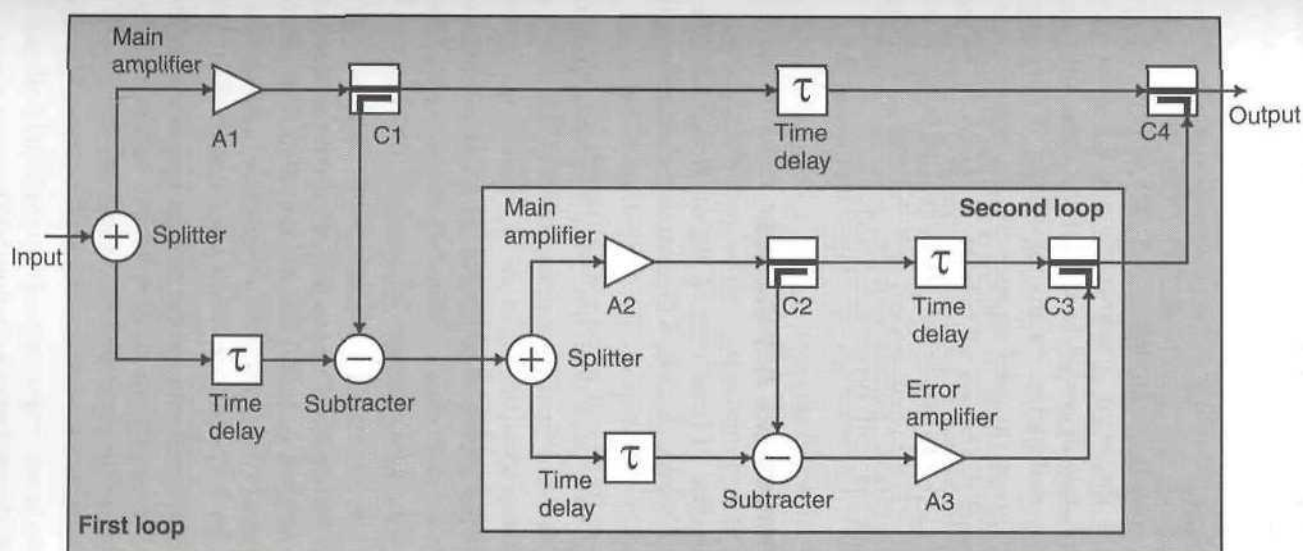 Main
amplifier
A1
C1
τ
Time
delay
C4
Output
Input
+
Splitter
Second loop
Main
amplifier
A2
C2
τ
Time
delay
C3
τ
Time
delay
−
Subtracter
+
Splitter
Error
amplifier
Time
delay
τ
−
Subtracter
A3
First loop